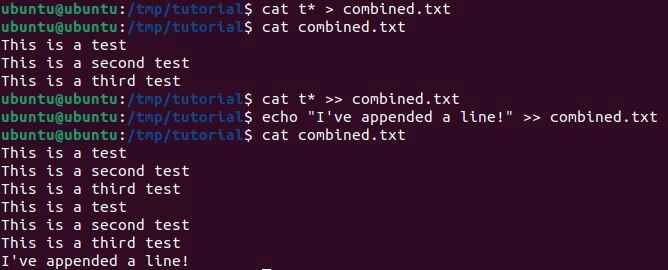 ubuntu@ubuntu:/tmp/tutorial$ cat t* > combined.txt
ubuntu@ubuntu:/tmp/tutorial$ cat combined.txt
This is a test
This is a second test
This is a third test
ubuntu@ubuntu:/tmp/tutorial$ cat t* >> combined.txt
ubuntu@ubuntu:/tmp/tutorial$ echo "I've appended a line!" >> combined.txt
ubuntu@ubuntu:/tmp/tutorial$ cat combined.txt
This is a test
This is a second test
This is a third test
This is a test
This is a second test
This is a third test
I've appended a line!